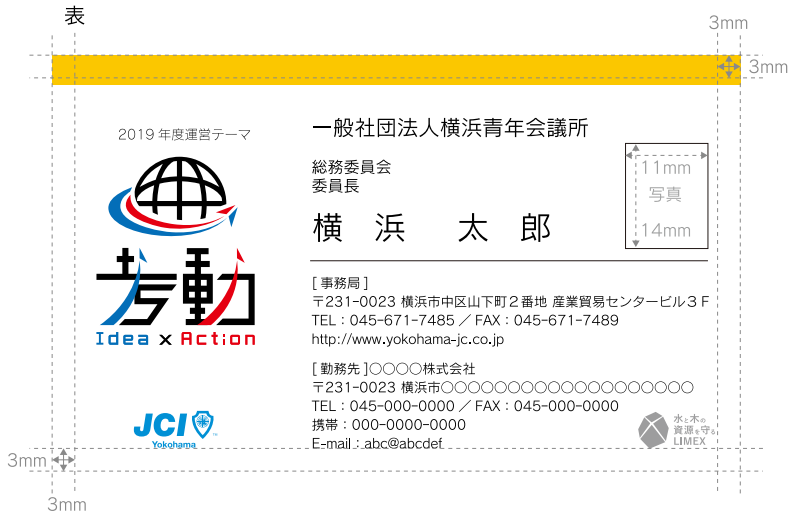 表
3mm
3mm
2019年度運営テーマ
考動
Idea x Action
JCI
Yokohama
一般社団法人横浜青年会議所
総務委員会
委員長
横 浜 太 郎
11mm
写真
14mm
[事務局]
〒231-0023 横浜市中区山下町2番地 産業貿易センタービル3F
TEL:045-671-7485 / FAX:045-671-7489
http://www.yokohama-jc.co.jp
[勤務先]○○○○株式会社
〒231-0023 横浜市○○○○○○○○○○○○○○○○○○○
TEL:045-000-0000 / FAX:045-000-0000
携帯:000-0000-0000
E-mail:abc@abcdef
水と木の
資源を守る
LIMEX
3mm
3mm